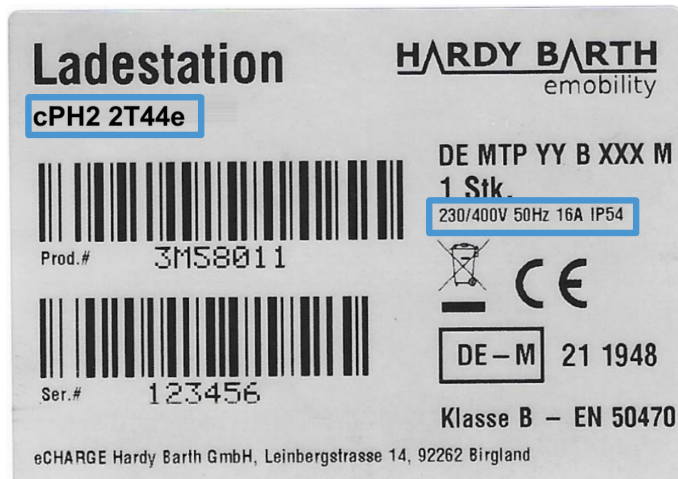 Ladestation
HARDY BARTH
emobility
cPH2 2T44e
DE MTP YY B XXX M
1 Stk.
230/400V 50Hz 16A IP54
Prod.# 3M58011
CE
DE-M 21 1948
Ser.# 123456
Klasse B – EN 50470
eCHARGE Hardy Barth GmbH, Leinbergstrasse 14, 92262 Birgland